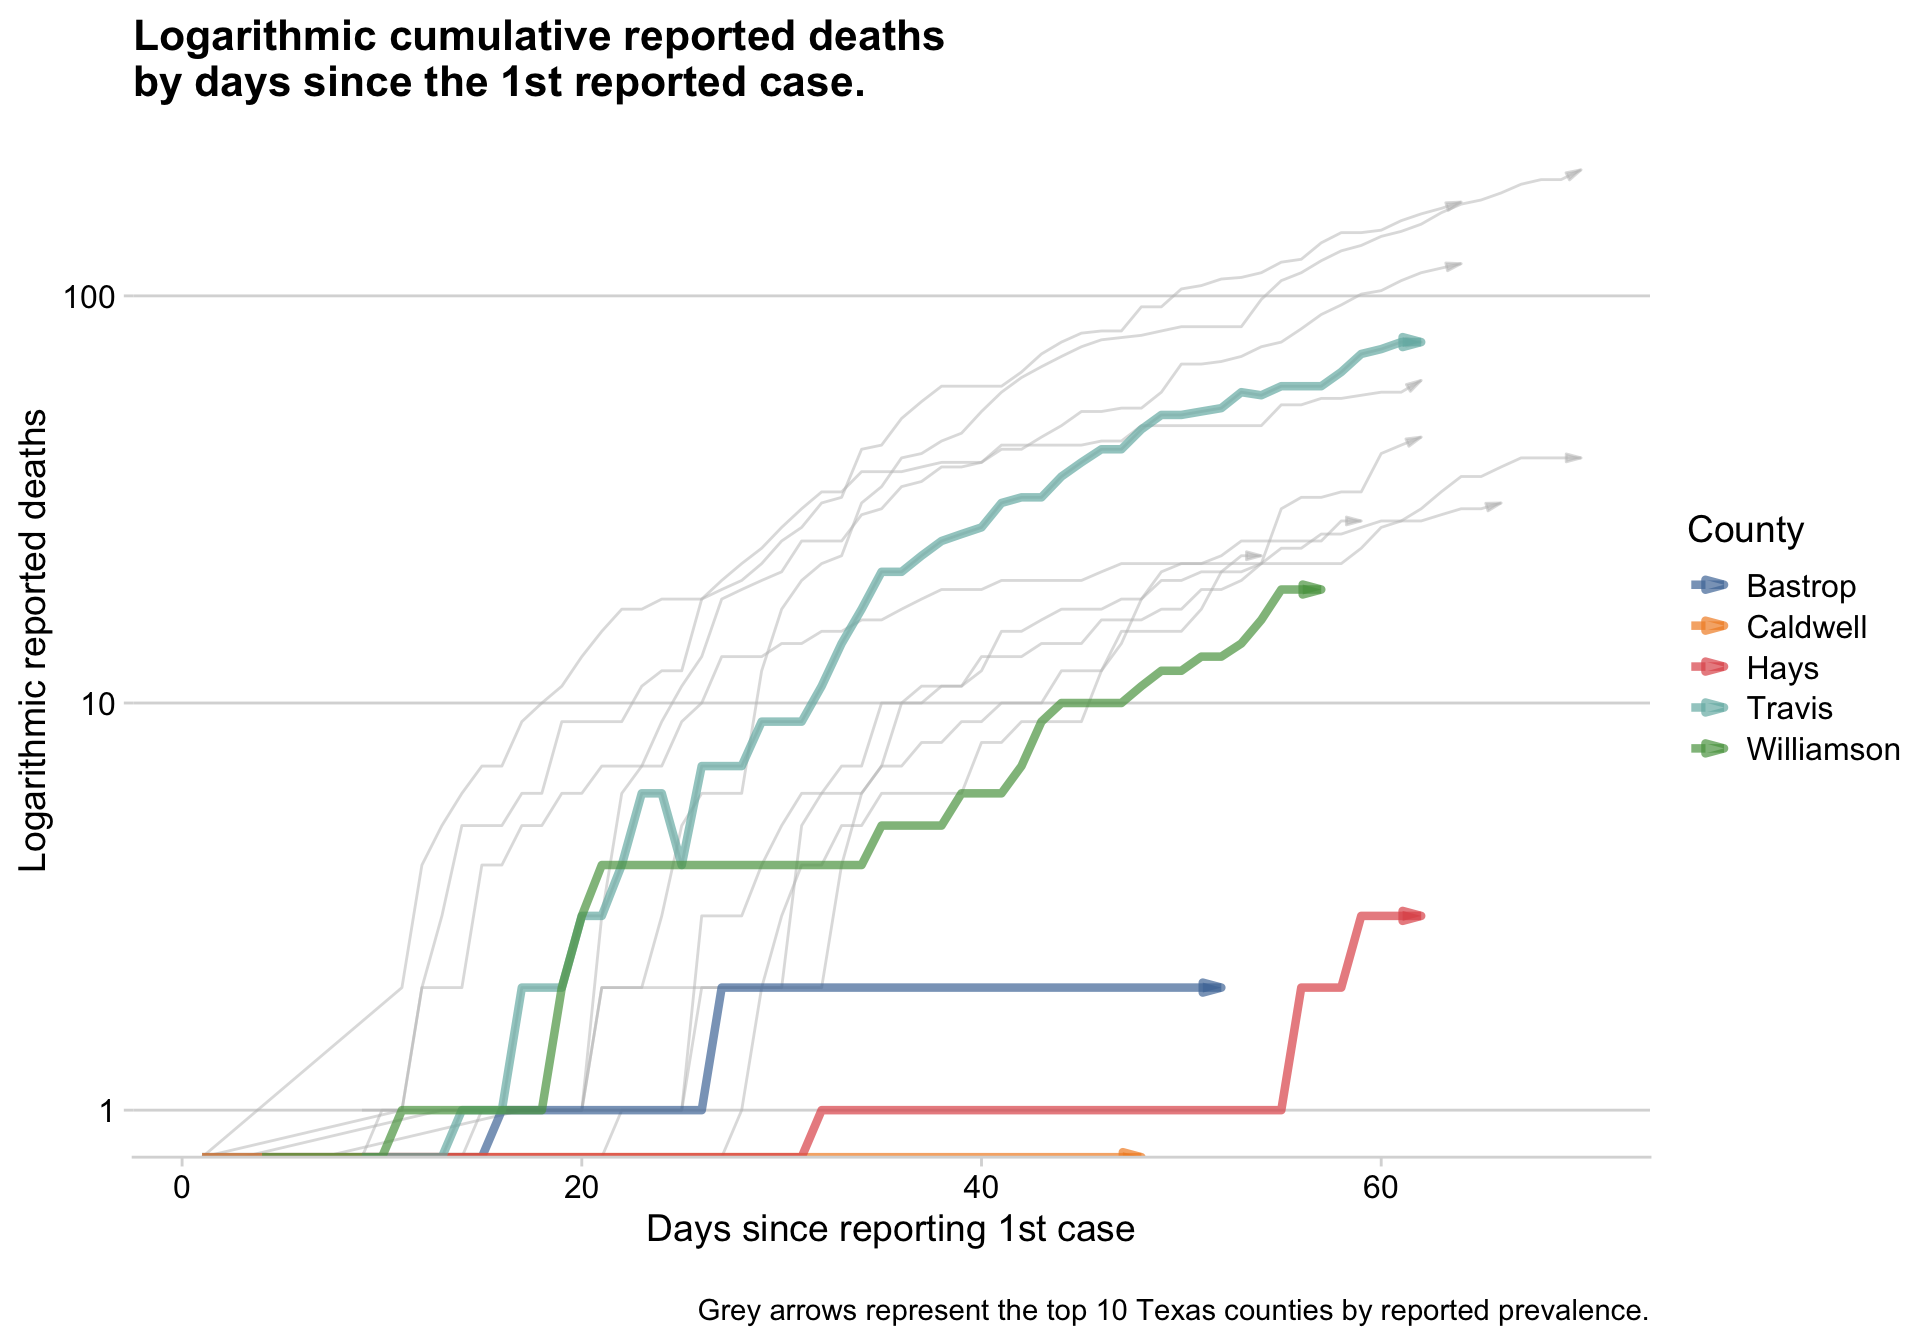 Logarithmic cumulative reported deaths
by days since the 1st reported case.
Logarithmic reported deaths
100
10
1
0
20
40
60
Days since reporting 1st case
County
Bastrop
Caldwell
Hays
Travis
Williamson
Grey arrows represent the top 10 Texas counties by reported prevalence.